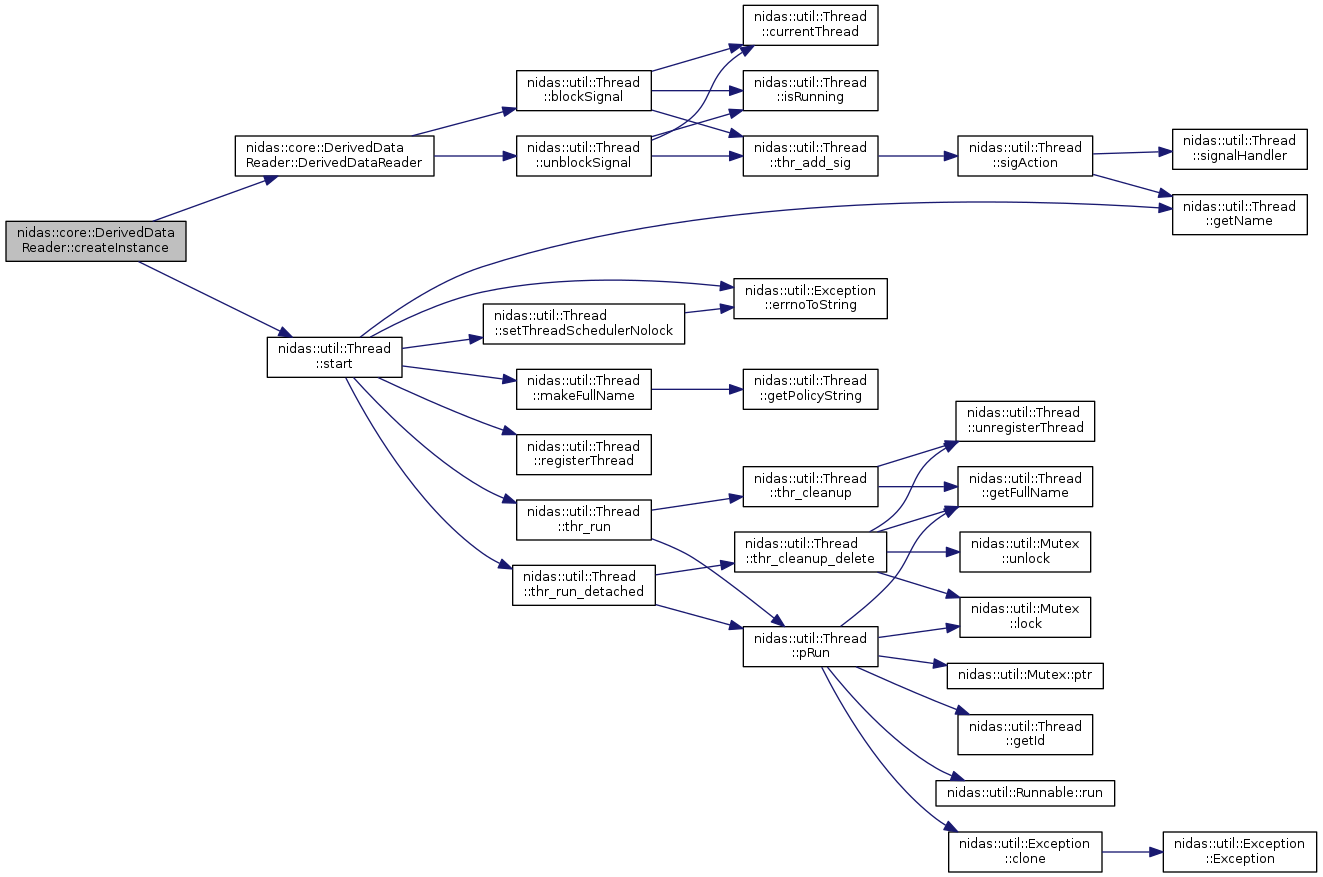 nidas::util::Thread
::currentThread
nidas::util::Thread
::blockSignal
nidas::util::Thread
::isRunning
nidas::core::DerivedData
Reader::DerivedDataReader
nidas::util::Thread
::unblockSignal
nidas::util::Thread
::thr_add_sig
nidas::util::Thread
::sigAction
nidas::util::Thread
::signalHandler
nidas::util::Thread
::getName
nidas::core::DerivedData
Reader::createInstance
nidas::util::Exception
::errnoToString
nidas::util::Thread
::setThreadSchedulerNolock
nidas::util::Thread
::start
nidas::util::Thread
::makeFullName
nidas::util::Thread
::getPolicyString
nidas::util::Thread
::unregisterThread
nidas::util::Thread
::registerThread
nidas::util::Thread
::thr_cleanup
nidas::util::Thread
::getFullName
nidas::util::Thread
::thr_run
nidas::util::Thread
::thr_cleanup_delete
nidas::util::Mutex
::unlock
nidas::util::Thread
::thr_run_detached
nidas::util::Mutex
::lock
nidas::util::Thread
::pRun
nidas::util::Mutex::ptr
nidas::util::Thread
::getId
nidas::util::Runnable::run
nidas::util::Exception
::clone
nidas::util::Exception
::Exception